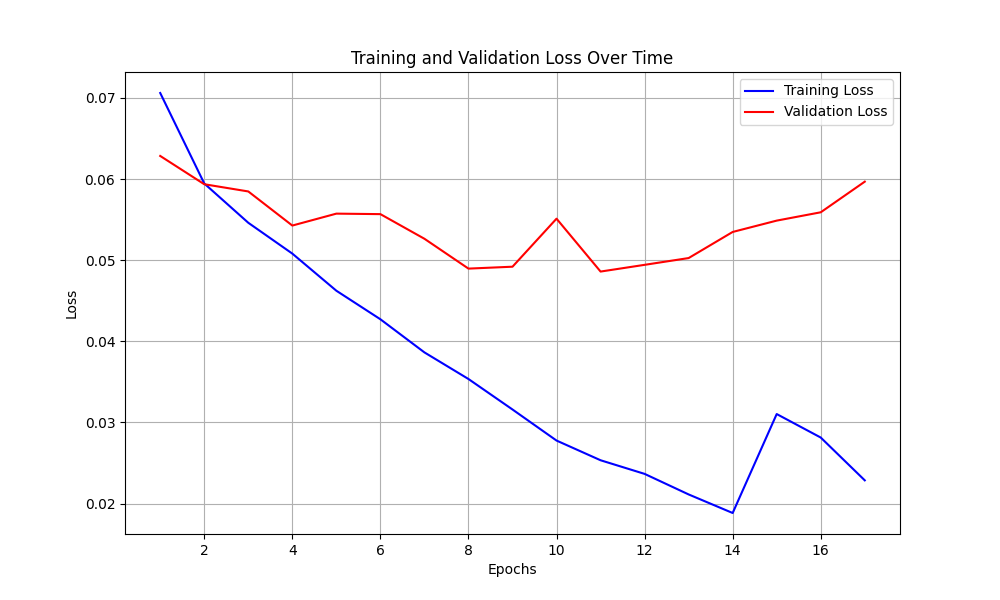 Training and Validation Loss Over Time
Training Loss
Validation Loss
0.07
0.06
0.05
0.04
0.03
0.02
Loss
2 4 6 8 10 12 14 16
Epochs